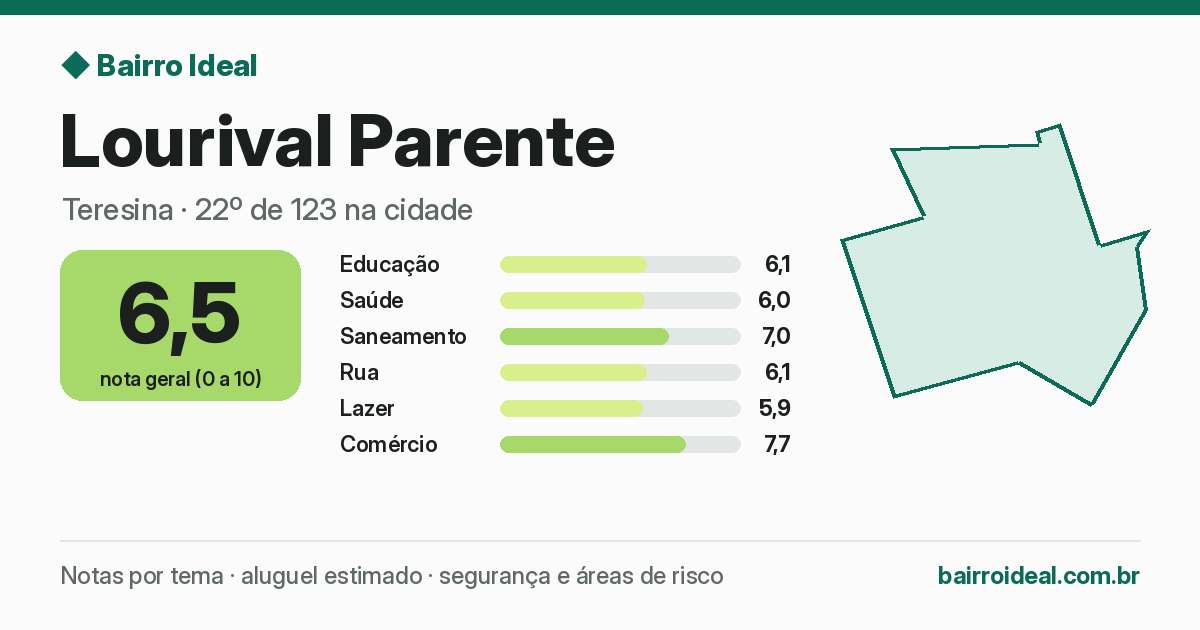 Bairro Ideal
Lourival Parente
Teresina · 22º de 123 na cidade
6,5
nota geral (0 a 10)
Educação 6,1
Saúde 6,0
Saneamento 7,0
Rua 6,1
Lazer 5,9
Comércio 7,7
Notas por tema · aluguel estimado · segurança e áreas de risco
bairroideal.com.br